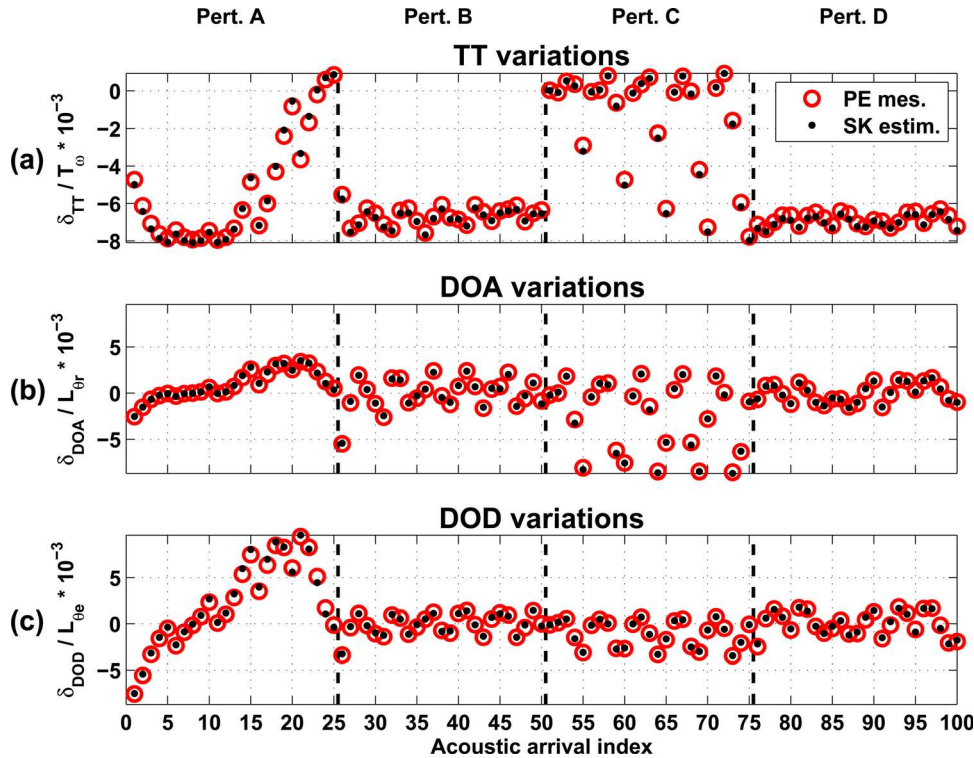 Pert. A Pert. B Pert. C Pert. D
TT variations
(a)
δTT / Tω * 10⁻³
0
−2
−4
−6
−8
PE mes.
SK estim.
DOA variations
(b)
δDOA / Lθr * 10⁻³
5
0
−5
DOD variations
(c)
δDOD / Lθe * 10⁻³
5
0
−5
0 5 10 15 20 25 31 35 40 45 50 55 60 65 70 75 80 85 90 95 100
Acoustic arrival index